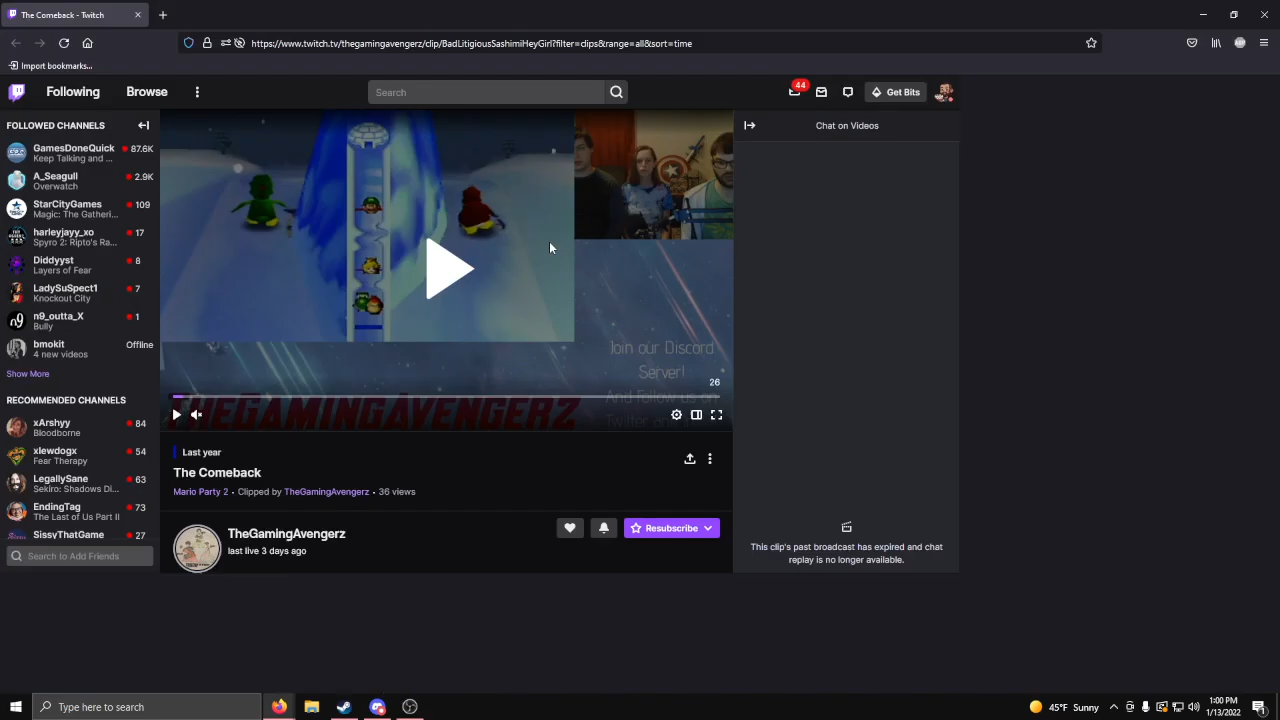 The Comeback - Twitch
https://www.twitch.tv/thegamingavengerz/clip/BadLitigiousSashimiHeyGirl?filter=clips&range=all&sort=time
Import bookmarks...
Following
Browse
Search
44
Get Bits
FOLLOWED CHANNELS
GamesDoneQuick
87.6K
Keep Talking and ...
A_Seagull
2.9K
Overwatch
StarCityGames
109
Magic: The Gatheri...
harleyjayy_xo
17
Spyro 2: Ripto's Ra...
Diddyyst
8
Layers of Fear
LadySuSpect1
7
Knockout City
n9_outta_X
1
Bully
bmokit
Offline
4 new videos
Show More
RECOMMENDED CHANNELS
xArshyy
84
Bloodborne
xlewdogx
54
Fear Therapy
LegallySane
63
Sekiro: Shadows Di...
EndingTag
73
The Last of Us Part II
SissyThatGame
27
Search to Add Friends
Join our Discord
Server!
And Follow us on
Twitter
THEGAMINGAVENGERZ
26
Last year
The Comeback
Mario Party 2 • Clipped by TheGamingAvengerz • 36 views
TheGamingAvengerz
last live 3 days ago
Resubscribe
Chat on Videos
This clip's past broadcast has expired and chat
replay is no longer available.
Type here to search
45°F Sunny
1:00 PM
1/13/2022
1